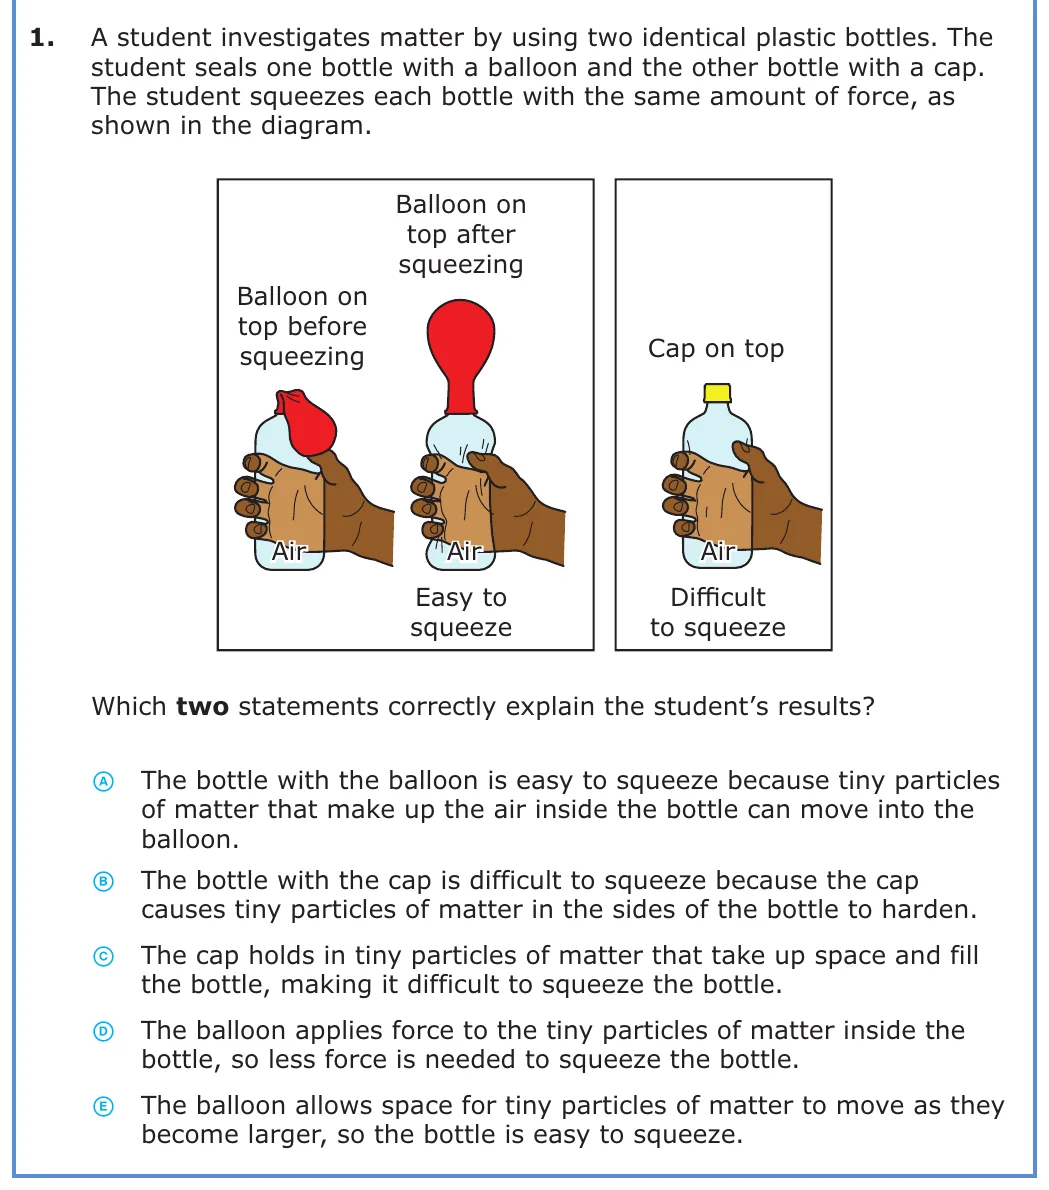 1. A student investigates matter by using two identical plastic bottles. The
student seals one bottle with a balloon and the other bottle with a cap.
The student squeezes each bottle with the same amount of force, as
shown in the diagram.
Balloon on
top before
squeezing
Balloon on
top after
squeezing
Air
Air
Easy to
squeeze
Cap on top
Air
Difficult
to squeeze
Which two statements correctly explain the student’s results?
A The bottle with the balloon is easy to squeeze because tiny particles
of matter that make up the air inside the bottle can move into the
balloon.
B The bottle with the cap is difficult to squeeze because the cap
causes tiny particles of matter in the sides of the bottle to harden.
C The cap holds in tiny particles of matter that take up space and fill
the bottle, making it difficult to squeeze the bottle.
D The balloon applies force to the tiny particles of matter inside the
bottle, so less force is needed to squeeze the bottle.
E The balloon allows space for tiny particles of matter to move as they
become larger, so the bottle is easy to squeeze.